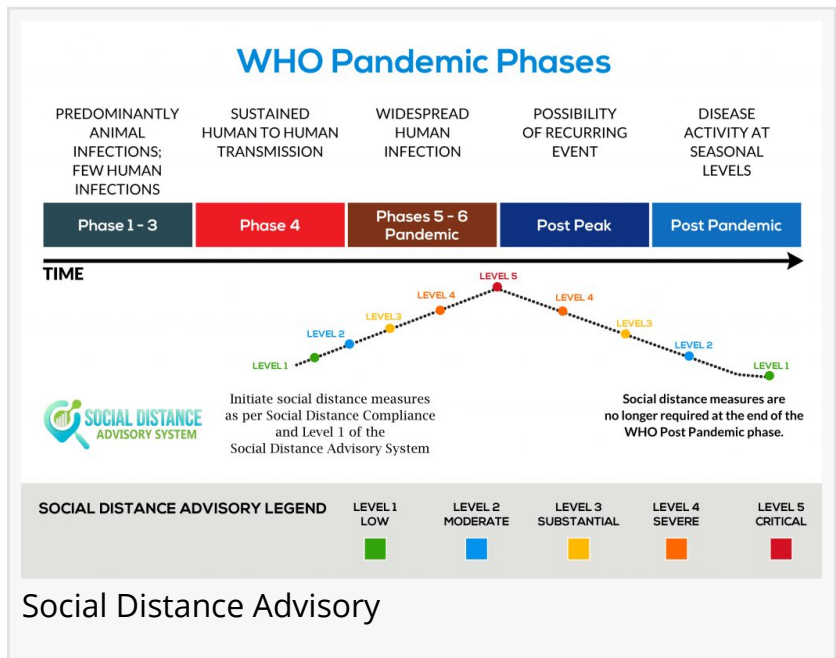 WHO Pandemic Phases
PREDOMINANTLY
ANIMAL
INFECTIONS;
FEW HUMAN
INFECTIONS
SUSTAINED
HUMAN TO HUMAN
TRANSMISSION
WIDESPREAD
HUMAN
INFECTION
POSSIBILITY
OF RECURRING
EVENT
DISEASE
ACTIVITY AT
SEASONAL
LEVELS
Phase 1 - 3
Phase 4
Phases 5 - 6
Pandemic
Post Peak
Post Pandemic
TIME
LEVEL 1
LEVEL 2
LEVEL3
LEVEL 4
LEVEL 5
LEVEL 4
LEVEL3
LEVEL 2
LEVEL 1
SOCIAL DISTANCE
ADVISORY SYSTEM
Initiate social distance measures
as per Social Distance Compliance
and Level 1 of the
Social Distance Advisory System
Social distance measures are
no longer required at the end of the
WHO Post Pandemic phase.
SOCIAL DISTANCE ADVISORY LEGEND
LEVEL 1
LOW
LEVEL 2
MODERATE
LEVEL 3
SUBSTANTIAL
LEVEL 4
SEVERE
LEVEL 5
CRITICAL
Social Distance Advisory